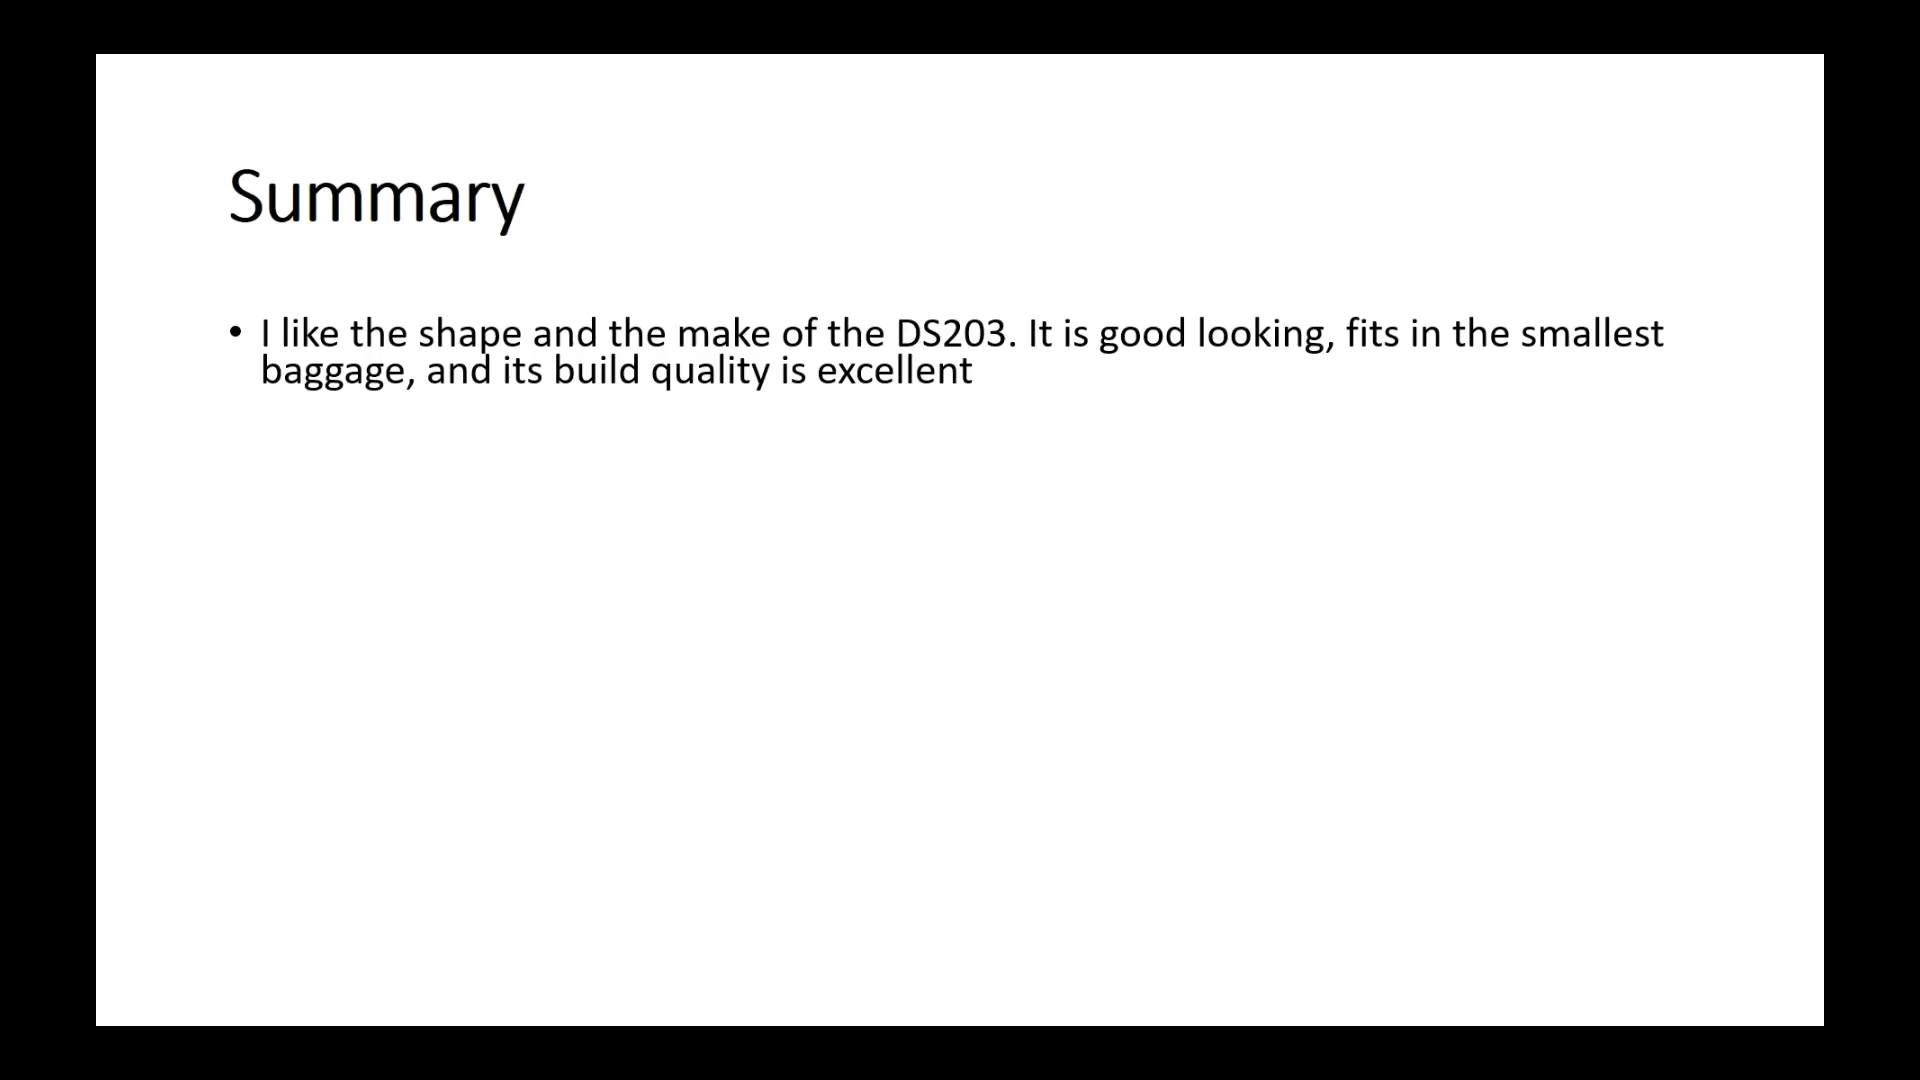 Summary
• I like the shape and the make of the DS203. It is good looking, fits in the smallest
baggage, and its build quality is excellent